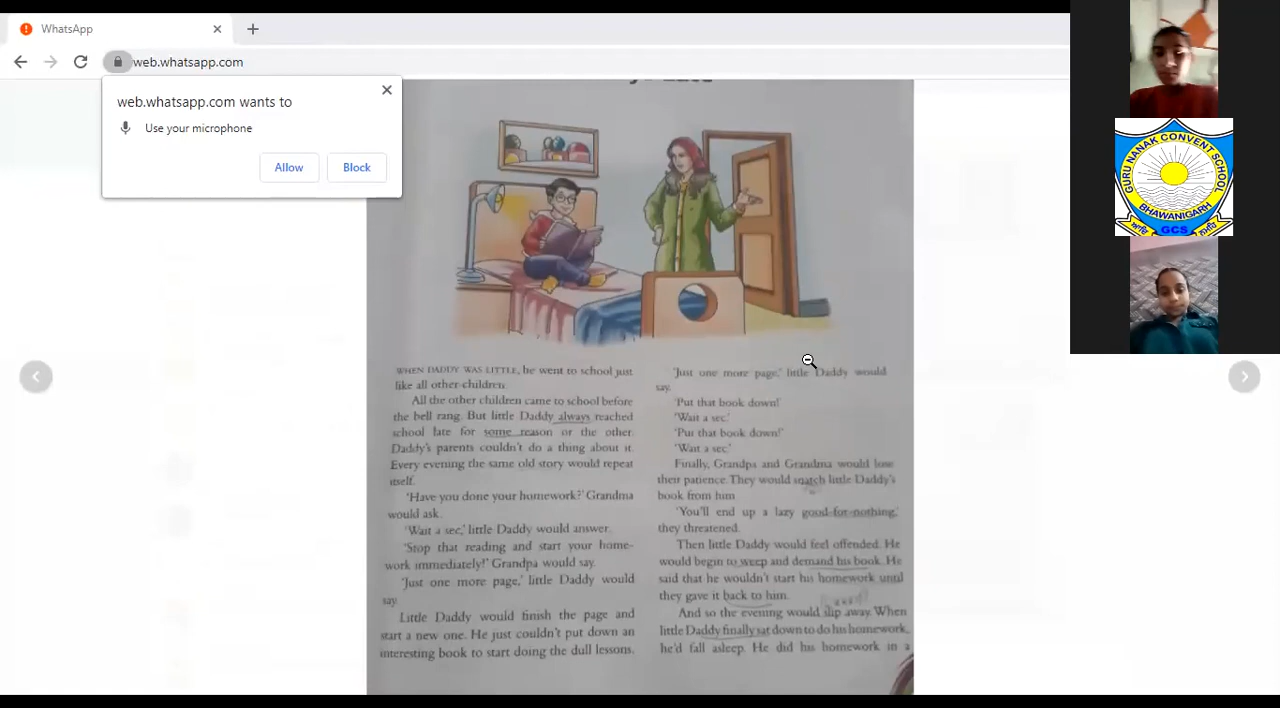 WhatsApp
web.whatsapp.com
web.whatsapp.com wants to
Use your microphone
Allow
Block
GURU NANAK CONVENT SCHOOL
BHAWANIGARH
GCS
WHEN DADDY WAS LITTLE, he went to school just
like all other children.
All the other children came to school before
the bell rang. But little Daddy always reached
school late for some reason or the other.
Daddy's parents couldn't do a thing about it.
Every evening the same old story would repeat
itself.
'Have you done your homework?' Grandma
would ask.
'Wait a sec,' little Daddy would answer.
'Stop that reading and start your home-
work immediately!' Grandpa would say.
'Just one more page,' little Daddy would
say.
Little Daddy would finish the page and
start a new one. He just couldn't put down an
interesting book to start doing the dull lessons.
'Just one more page,' little Daddy would
say.
'Put that book down!'
'Wait a sec.'
'Put that book down!'
'Wait a sec.'
Finally, Grandpa and Grandma would lose
their patience. They would snatch little Daddy's
book from him.
'You'll end up a lazy good-for-nothing,'
they threatened.
Then little Daddy would feel offended. He
would begin to weep and demand his book. He
said that he wouldn't start his homework until
they gave it back to him.
And so the evening would slip away. When
little Daddy finally sat down to do his homework,
he'd fall asleep. He did his homework in a